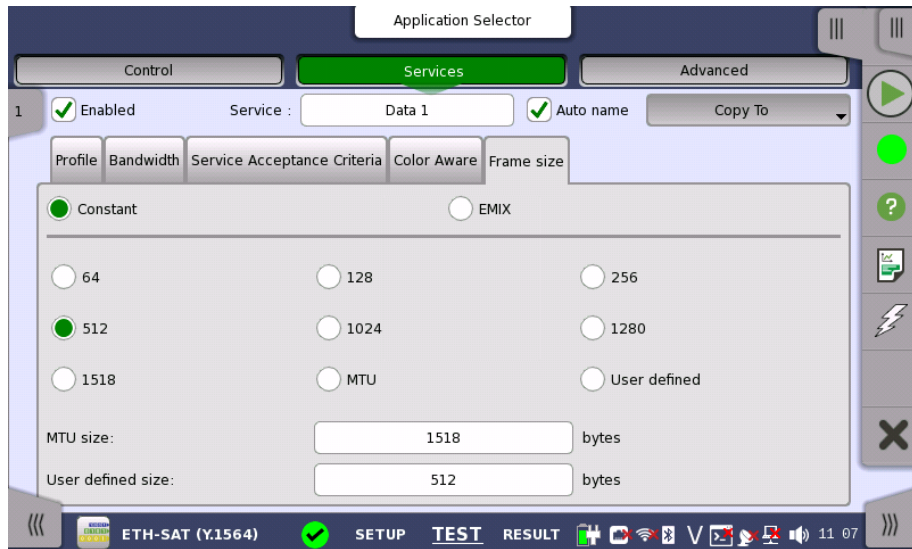 Application Selector
Control Services Advanced
1 Enabled Service : Data 1 Auto name Copy To
Profile Bandwidth Service Acceptance Criteria Color Aware Frame size
Constant EMIX
64 128 256
512 1024 1280
1518 MTU User defined
MTU size: 1518 bytes
User defined size: 512 bytes
ETH-SAT (Y.1564) SETUP TEST RESULT 11 07